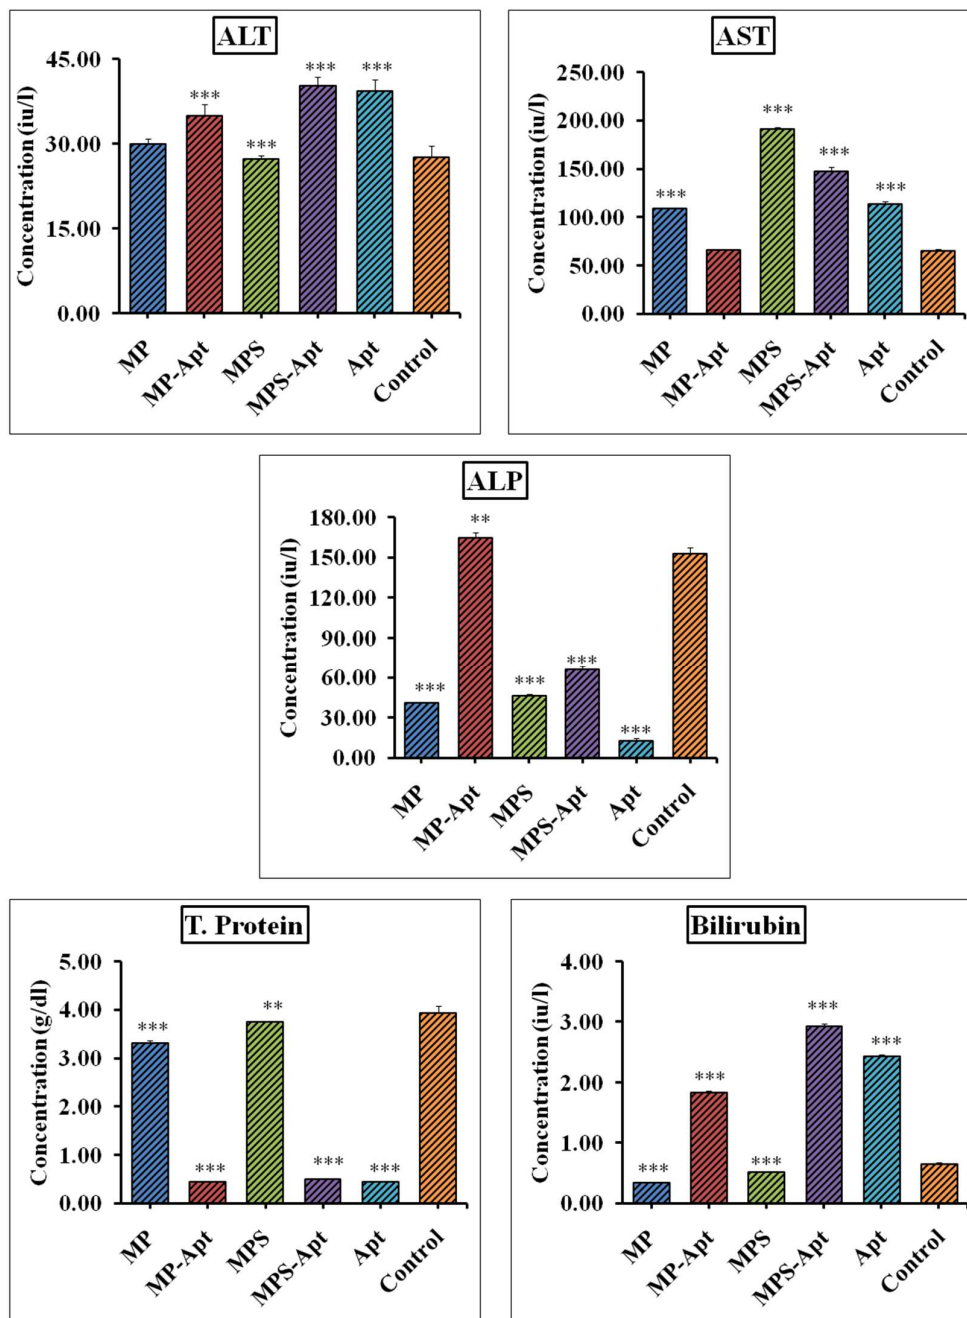 ALT
Concentration (iu/l)
45.00
30.00
15.00
0.00
***
***
***
***
MP
MP-Apt
MPS
MPS-Apt
Apt
Control
AST
Concentration (iu/l)
250.00
200.00
150.00
100.00
50.00
0.00
***
***
***
***
MP
MP-Apt
MPS
MPS-Apt
Apt
Control
ALP
Concentration (iu/l)
180.00
150.00
120.00
90.00
60.00
30.00
0.00
***
**
***
***
***
MP
MP-Apt
MPS
MPS-Apt
Apt
Control
T. Protein
Concentration (g/dl)
5.00
4.00
3.00
2.00
1.00
0.00
***
***
**
***
***
MP
MP-Apt
MPS
MPS-Apt
Apt
Control
Bilirubin
Concentration (iu/l)
4.00
3.00
2.00
1.00
0.00
***
***
***
***
***
MP
MP-Apt
MPS
MPS-Apt
Apt
Control